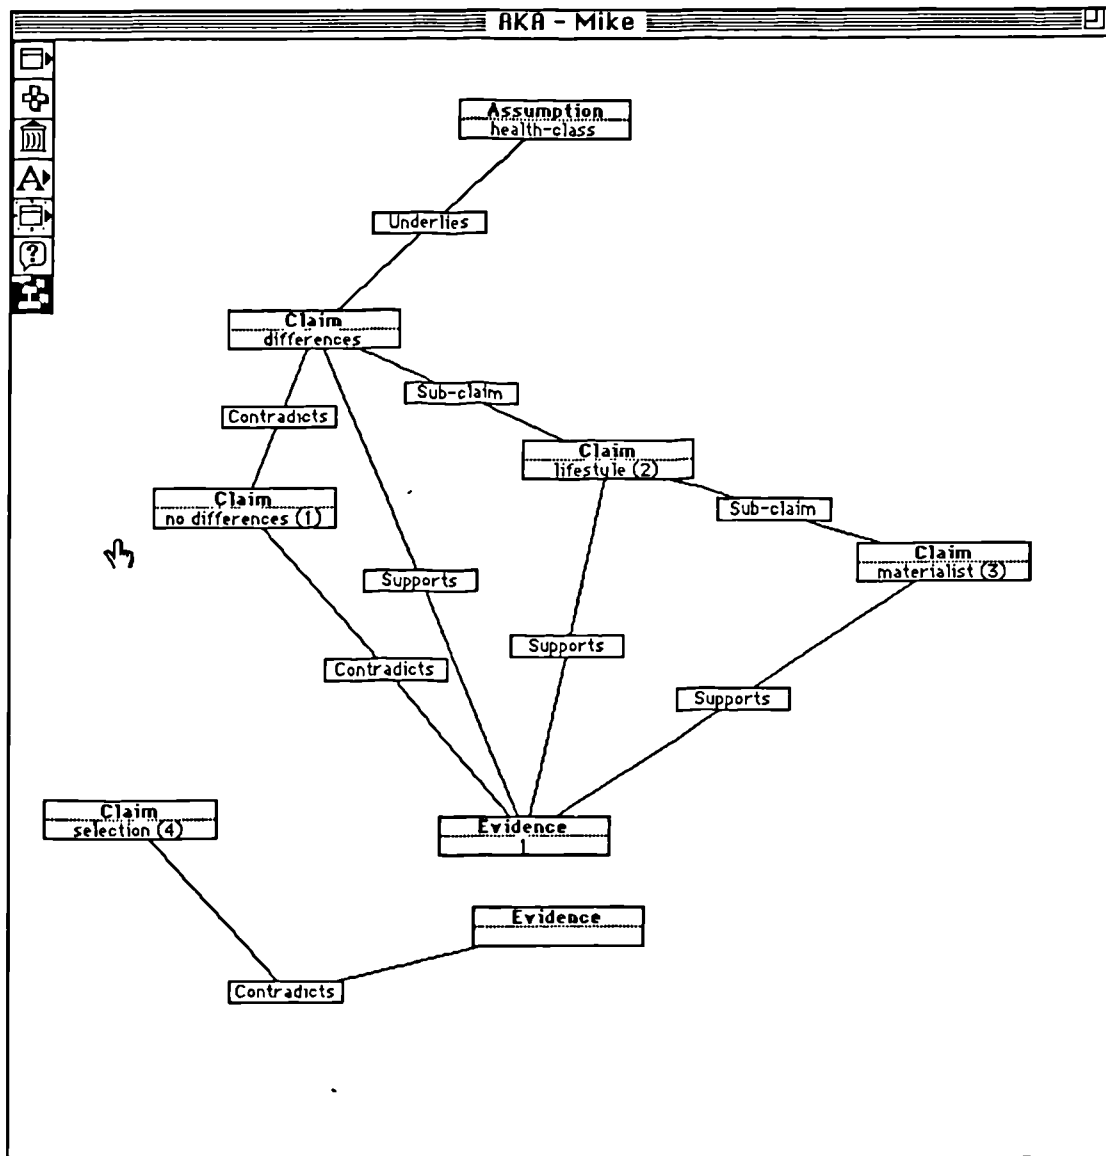 AKA - Mike
Assumption
health-class
A
Underlies
?
Claim
differences
Sub-claim
Contradicts
Claim
lifestyle (2)
Claim
no differences (1)
Sub-claim
Claim
materialist (3)
Supports
Supports
Contradicts
Supports
Claim
selection (4)
Evidence
1
Evidence
Contradicts